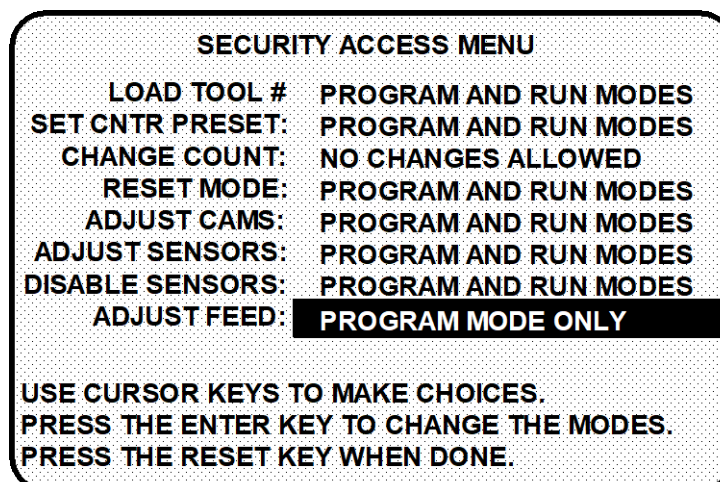 SECURITY ACCESS MENU
LOAD TOOL # PROGRAM AND RUN MODES
SET CNTR PRESET: PROGRAM AND RUN MODES
CHANGE COUNT: NO CHANGES ALLOWED
RESET MODE: PROGRAM AND RUN MODES
ADJUST CAMS: PROGRAM AND RUN MODES
ADJUST SENSORS: PROGRAM AND RUN MODES
DISABLE SENSORS: PROGRAM AND RUN MODES
ADJUST FEED: PROGRAM MODE ONLY
USE CURSOR KEYS TO MAKE CHOICES.
PRESS THE ENTER KEY TO CHANGE THE MODES.
PRESS THE RESET KEY WHEN DONE.